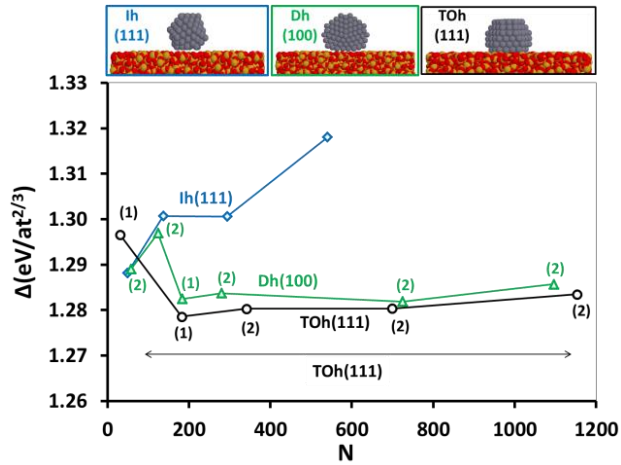 Ih
(111)
Dh
(100)
TOh
(111)
1.33
1.32
1.31
1.30
1.29
1.28
1.27
1.26
Δ(eV/at^2/3)
Ih(111)
(1)
(2)
(2)
(1)
(2)
Dh(100)
(2)
(2)
(1)
(2)
TOh(111)
(2)
(2)
TOh(111)
0 200 400 600 800 1000 1200
N